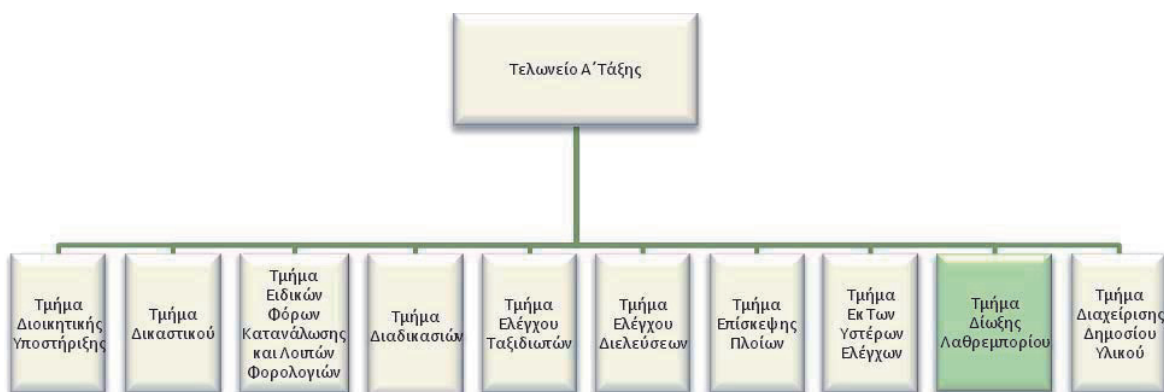 Τελωνείο Α΄Τάξης
Τμήμα
Διοικητικής
Υποστήριξης
Τμήμα
Δικαστικού
Τμήμα
Ειδικών
Φόρων
Κατανάλωσης
και Λοιπών
Φορολογιών
Τμήμα
Διαδικασιών
Τμήμα
Ελέγχου
Ταξιδιωτών
Τμήμα
Ελέγχου
Διελεύσεων
Τμήμα
Επίσκεψης
Πλοίων
Τμήμα
Εκ Των
Υστέρων
Ελέγχων
Τμήμα
Δίωξης
Λαθρεμπορίου
Τμήμα
Διαχείρισης
Δημοσίου
Υλικού